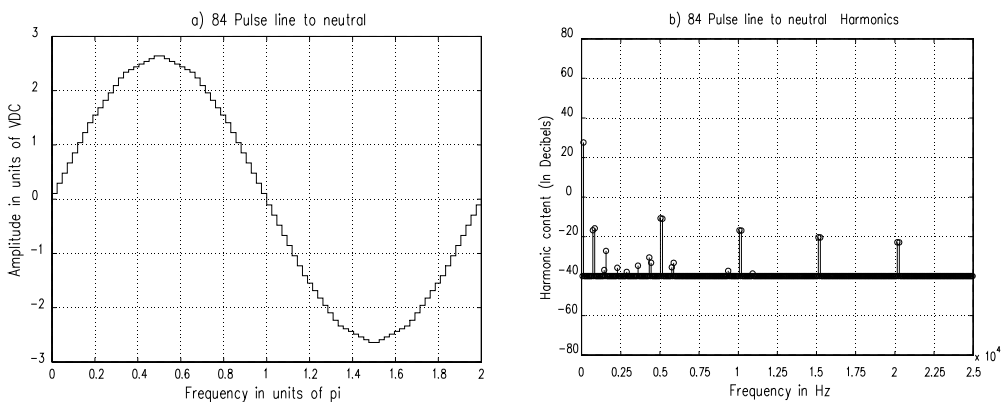 a) 84 Pulse line to neutral
3
2
1
0
-1
-2
-3
Amplitude in units of VDC
0 0.2 0.4 0.6 0.8 1 1.2 1.4 1.6 1.8 2
Frequency in units of pi
b) 84 Pulse line to neutral Harmonics
80
60
40
20
0
-20
-40
-60
-80
Harmonic content (In Decibels)
0 0.25 0.5 0.75 1 1.25 1.5 1.75 2 2.25 2.5
x 10 4
Frequency in Hz